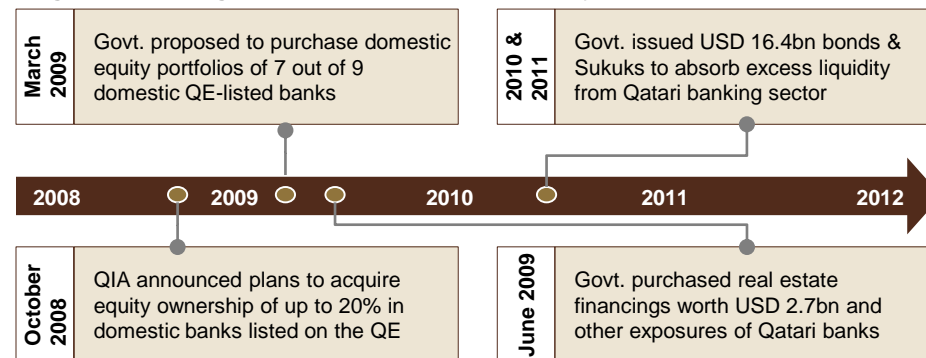 March
2009
Govt. proposed to purchase domestic
equity portfolios of 7 out of 9
domestic QE-listed banks
2010 &
2011
Govt. issued USD 16.4bn bonds &
Sukuks to absorb excess liquidity
from Qatari banking sector
2008 2009 2010 2011 2012
October
2008
QIA announced plans to acquire
equity ownership of up to 20% in
domestic banks listed on the QE
June 2009
Govt. purchased real estate
financings worth USD 2.7bn and
other exposures of Qatari banks